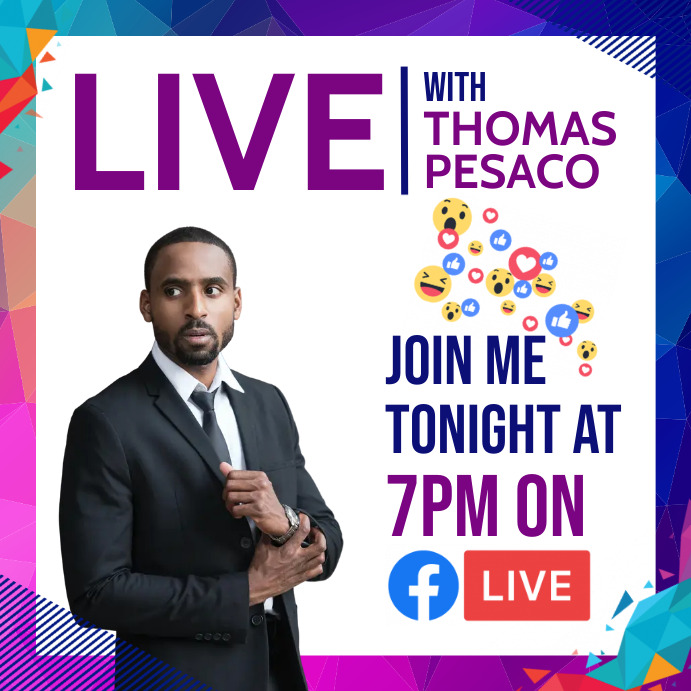 LIVE
WITH
THOMAS
PESACO
JOIN ME
TONIGHT AT
7PM ON
f LIVE